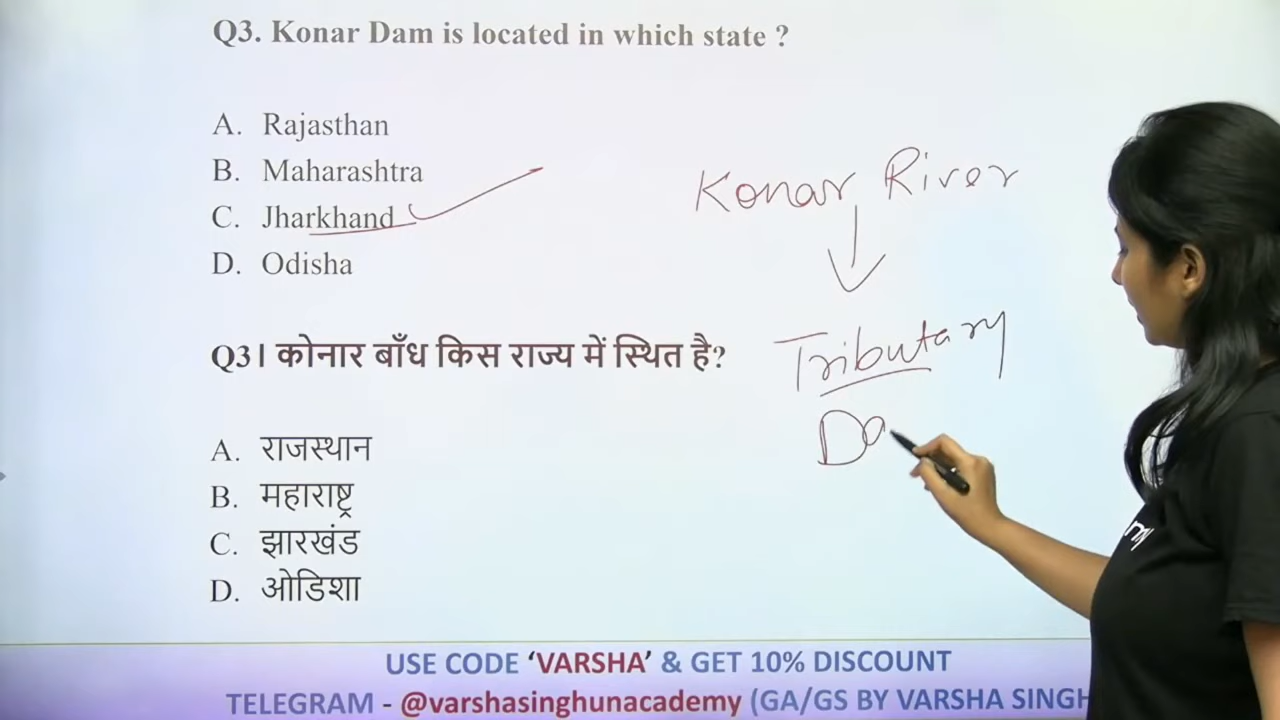 Q3. Konar Dam is located in which state ?
A. Rajasthan
B. Maharashtra
C. Jharkhand
D. Odisha
Konar River
Tributary
Da
Q3। कोनार बाँध किस राज्य में स्थित है?
A. राजस्थान
B. महाराष्ट्र
C. झारखंड
D. ओडिशा
USE CODE ‘VARSHA’ & GET 10% DISCOUNT
TELEGRAM - @varshasinghunacademy (GA/GS BY VARSHA SINGH